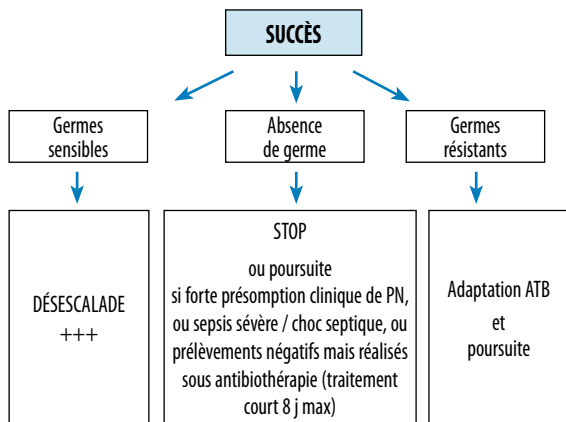 SUCCÈS
Germes
sensibles
Absence
de germe
Germes
résistants
DÉSESCALADE
+++
STOP
ou poursuite
si forte présomption clinique de PN,
ou sepsis sévère / choc septique, ou
prélèvements négatifs mais réalisés
sous antibiothérapie (traitement
court 8 j max)
Adaptation ATB
et
poursuite